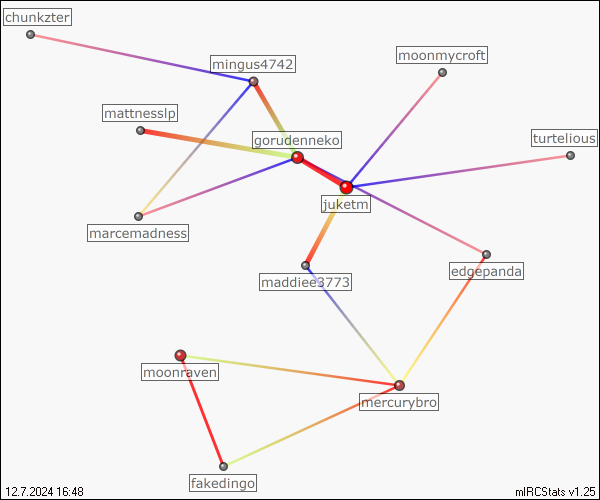 chunkzter
mingus4742
moonmycroft
mattnesslp
gorudenneko
turtelious
juketm
marcemadness
edgepanda
maddiee3773
moonraven
mercurybro
fakedingo
12.7.2024 16:48
mIRCStats v1.25